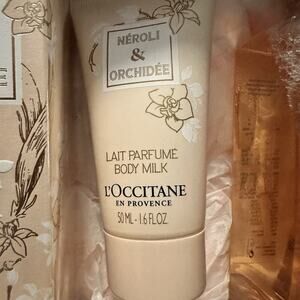 NÉROLI
&
ORCHIDÉE
LAIT PARFUMÉ
BODY MILK
L'OCCITANE
EN PROVENCE
50 ML - 1.6 FL.OZ.